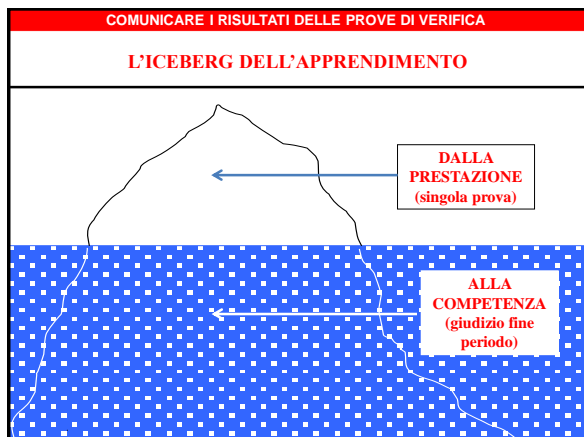 COMUNICARE I RISULTATI DELLE PROVE DI VERIFICA
L'ICEBERG DELL'APPRENDIMENTO
DALLA
PRESTAZIONE
(singola prova)
ALLA
COMPETENZA
(giudizio fine
periodo)